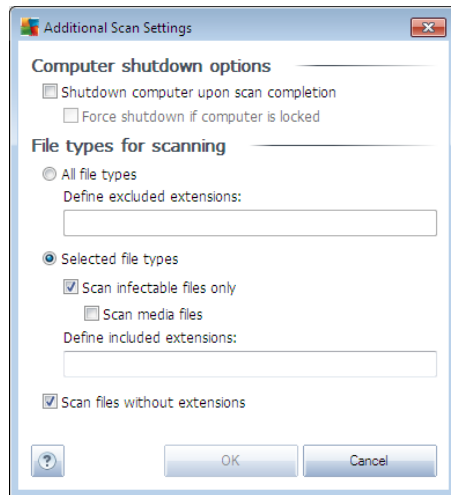 Additional Scan Settings
Computer shutdown options
Shutdown computer upon scan completion
Force shutdown if computer is locked
File types for scanning
All file types
Define excluded extensions:
Selected file types
Scan infectable files only
Scan media files
Define included extensions:
Scan files without extensions
? OK Cancel